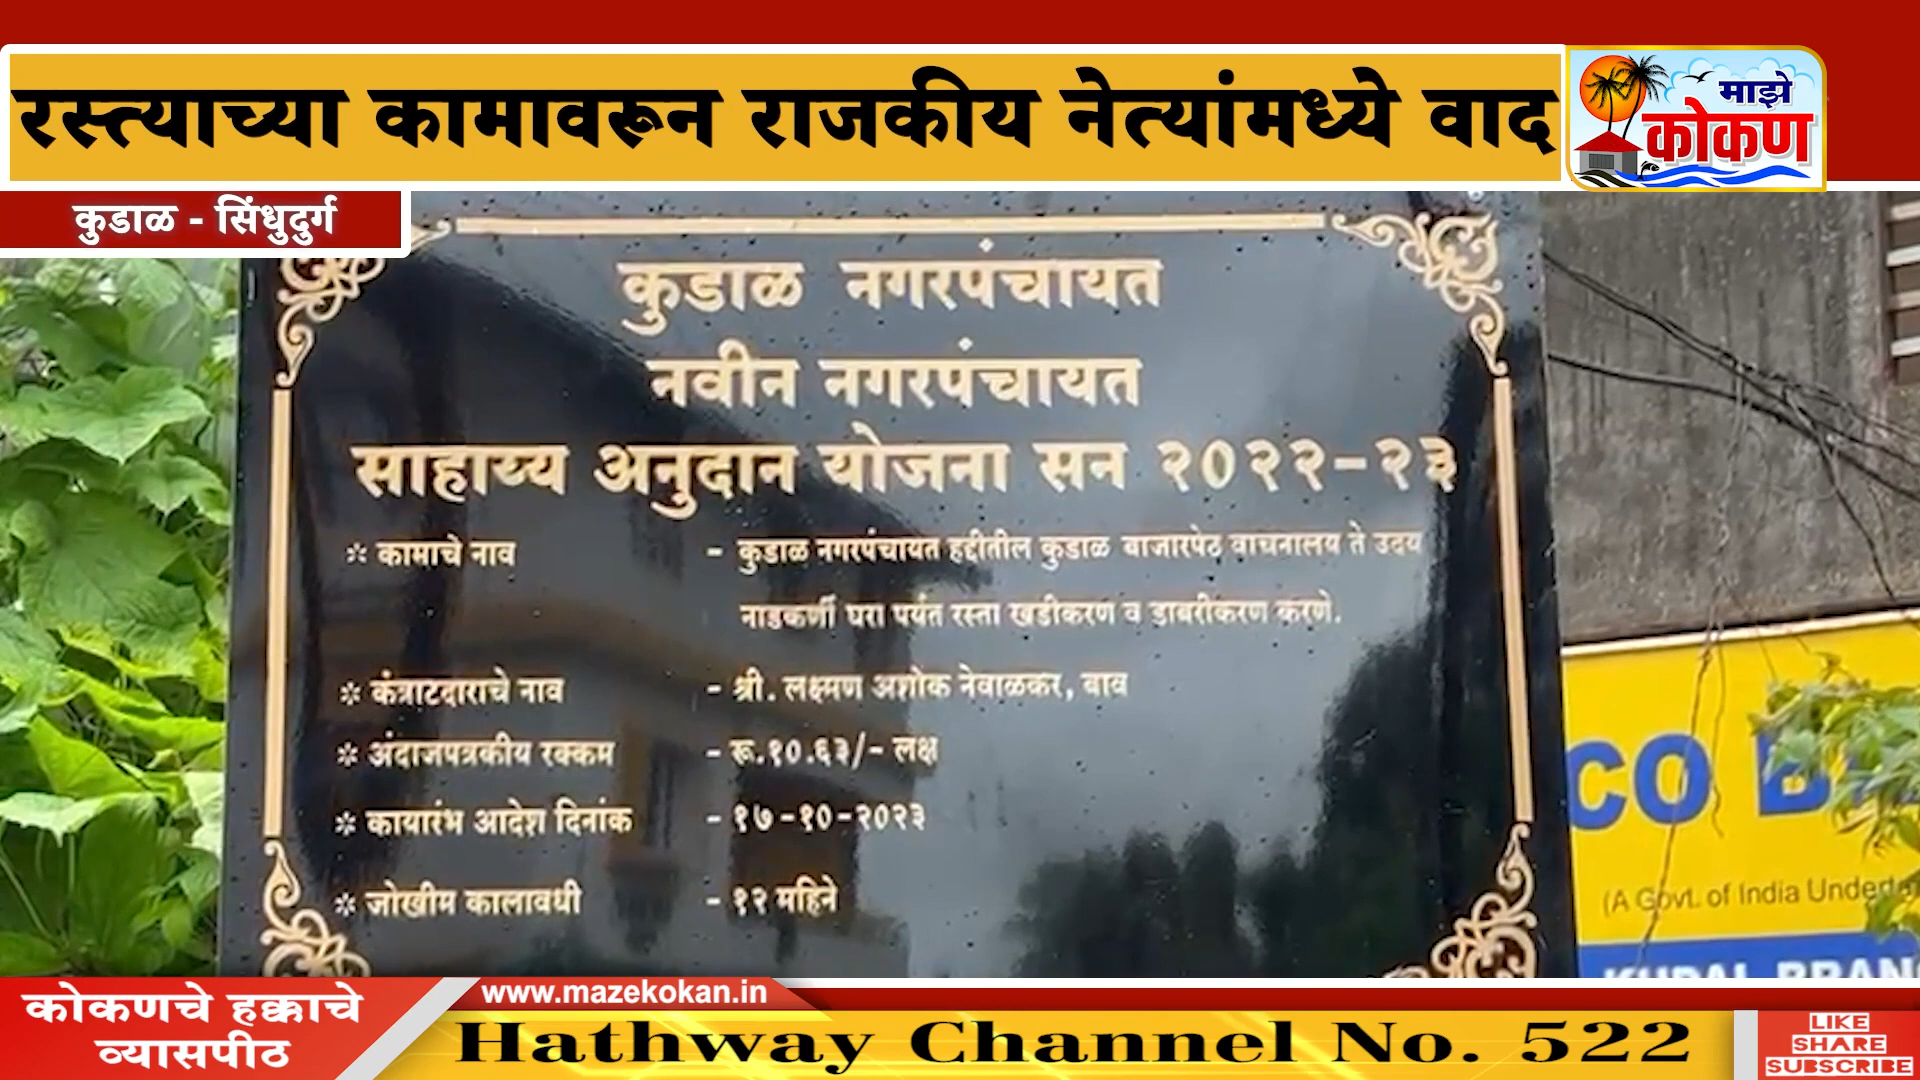 रस्त्याच्या कामावरून राजकीय नेत्यांमध्ये वाद
माझे
कोकण
कुडाळ - सिंधुदुर्ग
कुडाळ नगरपंचायत
नवीन नगरपंचायत
साहाय्य अनुदान योजना सन २०२२-२३
* कामाचे नाव - कुडाळ नगरपंचायत हद्दीतील कुडाळ बाजारपेठ वाचनालय ते उदय
नाडकर्णी घरा पर्यंत रस्ता खडीकरण व डाबरीकरण करणे.
* कंत्राटदाराचे नाव - श्री. लक्ष्मण अशोक नेवाळकर, बाव
* अंदाजपत्रकीय रक्कम - रू.१०.६३/- लक्ष
* कार्यारंभ आदेश दिनांक - १७-१०-२०२३
* जोखीम कालावधी - १२ महिने
CO B
(A Govt. of India
कोकणचे हक्काचे
व्यासपीठ
www.mazekokan.in
Hathway Channel No. 522
LIKE
SHARE
SUBSCRIBE